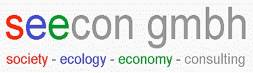 seecon gmbh
society - ecology - economy - consulting